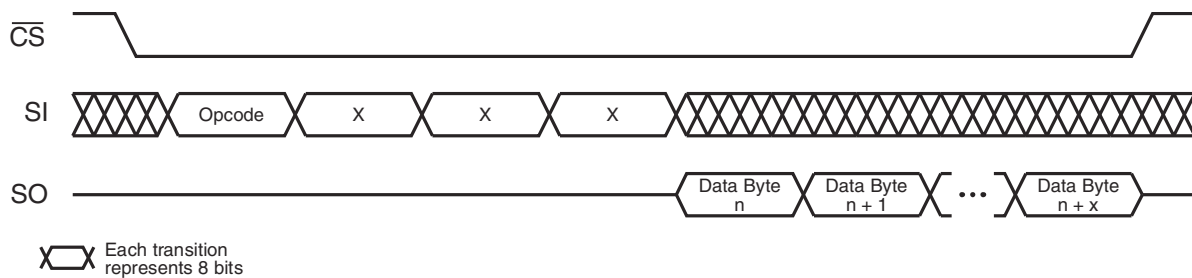 CS
SI Opcode X X X
SO Data Byte n Data Byte n + 1 ••• Data Byte n + x
Each transition
represents 8 bits